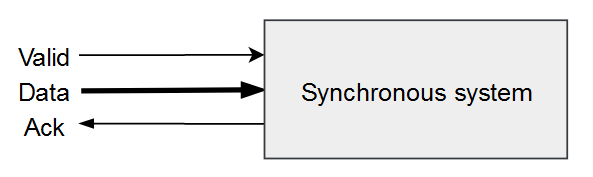 Valid
Data
Ack
Synchronous system